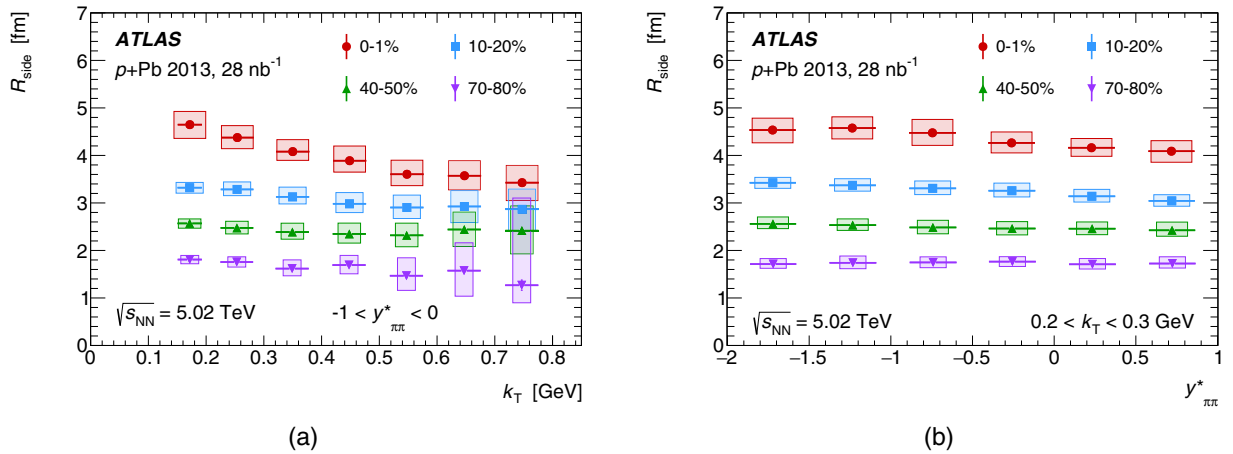 R_side [fm]
7
6
5
4
3
2
1
0
ATLAS
p+Pb 2013, 28 nb⁻¹
0-1%
10-20%
40-50%
70-80%
√s_NN = 5.02 TeV
-1 < y*_ππ < 0
0 0.1 0.2 0.3 0.4 0.5 0.6 0.7 0.8
k_T [GeV]
(a)
R_side [fm]
7
6
5
4
3
2
1
0
ATLAS
p+Pb 2013, 28 nb⁻¹
0-1%
10-20%
40-50%
70-80%
√s_NN = 5.02 TeV
0.2 < k_T < 0.3 GeV
−2 −1.5 −1 −0.5 0 0.5 1
y*_ππ
(b)